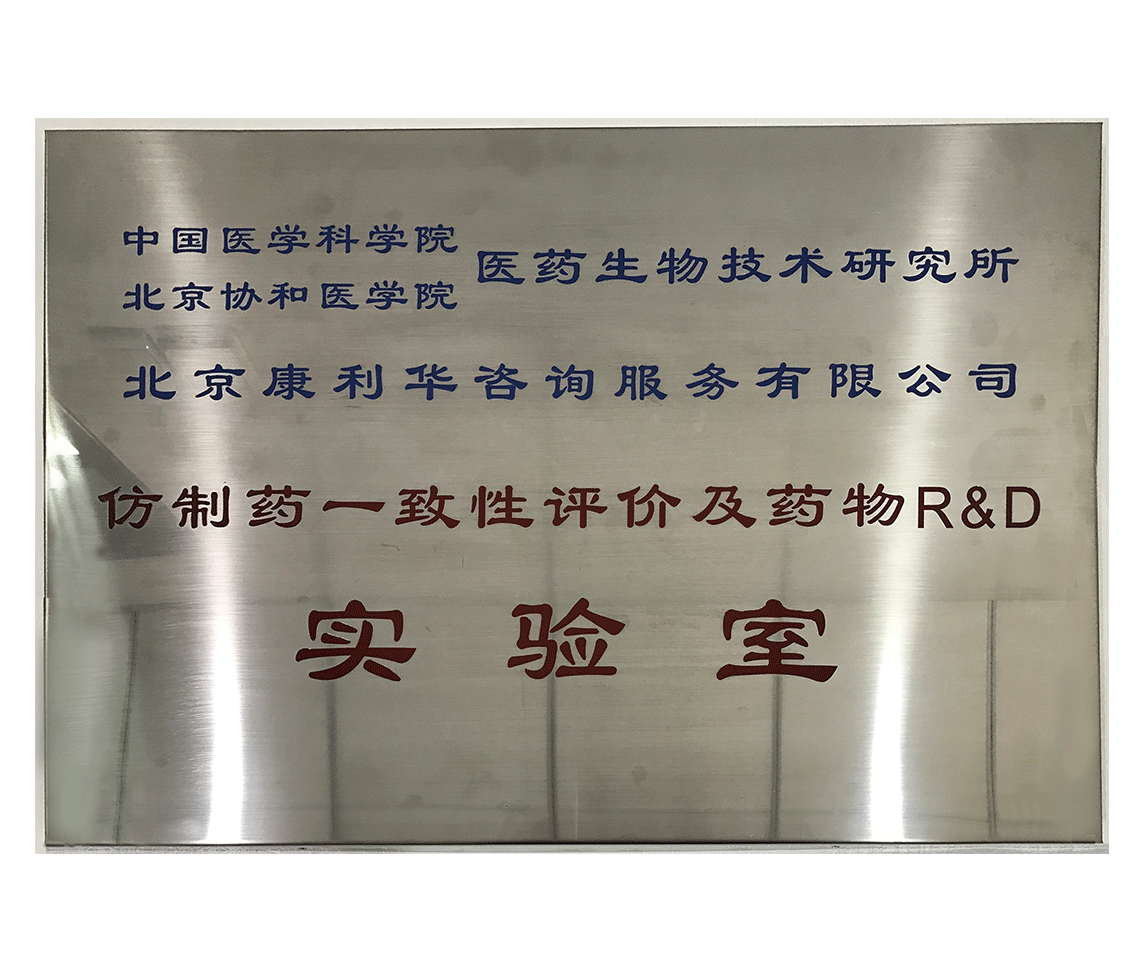 中国医学科学院
北京协和医学院
医药生物技术研究所
北京康利华咨询服务有限公司
仿制药一致性评价及药物R&D
实验室